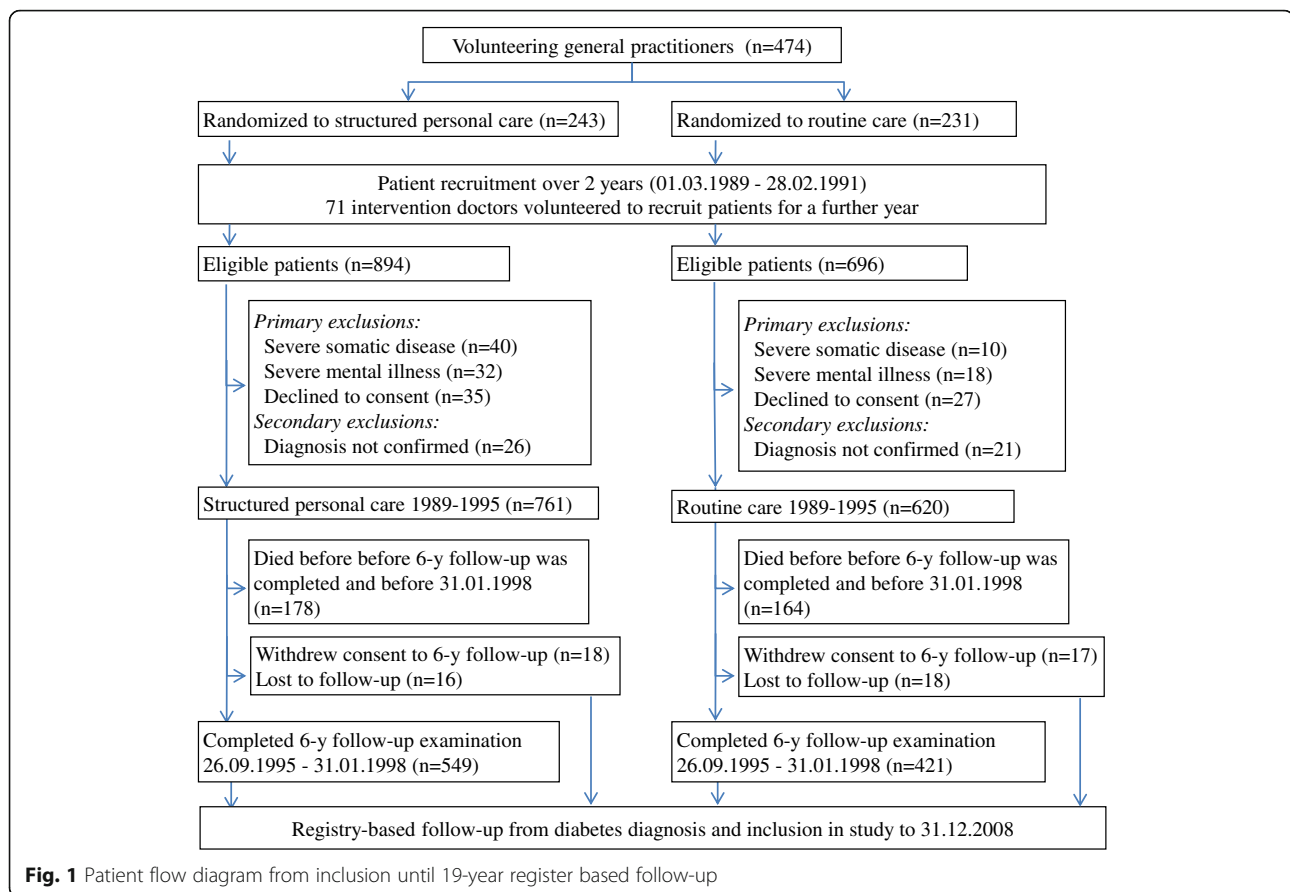 Volunteering general practitioners (n=474)
Randomized to structured personal care (n=243)
Randomized to routine care (n=231)
Patient recruitment over 2 years (01.03.1989 - 28.02.1991)
71 intervention doctors volunteered to recruit patients for a further year
Eligible patients (n=894)
Eligible patients (n=696)
Primary exclusions:
Severe somatic disease (n=40)
Severe mental illness (n=32)
Declined to consent (n=35)
Secondary exclusions:
Diagnosis not confirmed (n=26)
Primary exclusions:
Severe somatic disease (n=10)
Severe mental illness (n=18)
Declined to consent (n=27)
Secondary exclusions:
Diagnosis not confirmed (n=21)
Structured personal care 1989-1995 (n=761)
Routine care 1989-1995 (n=620)
Died before before 6-y follow-up was
completed and before 31.01.1998
(n=178)
Died before before 6-y follow-up was
completed and before 31.01.1998
(n=164)
Withdrew consent to 6-y follow-up (n=18)
Lost to follow-up (n=16)
Withdrew consent to 6-y follow-up (n=17)
Lost to follow-up (n=18)
Completed 6-y follow-up examination
26.09.1995 - 31.01.1998 (n=549)
Completed 6-y follow-up examination
26.09.1995 - 31.01.1998 (n=421)
Registry-based follow-up from diabetes diagnosis and inclusion in study to 31.12.2008
Fig. 1 Patient flow diagram from inclusion until 19-year register based follow-up